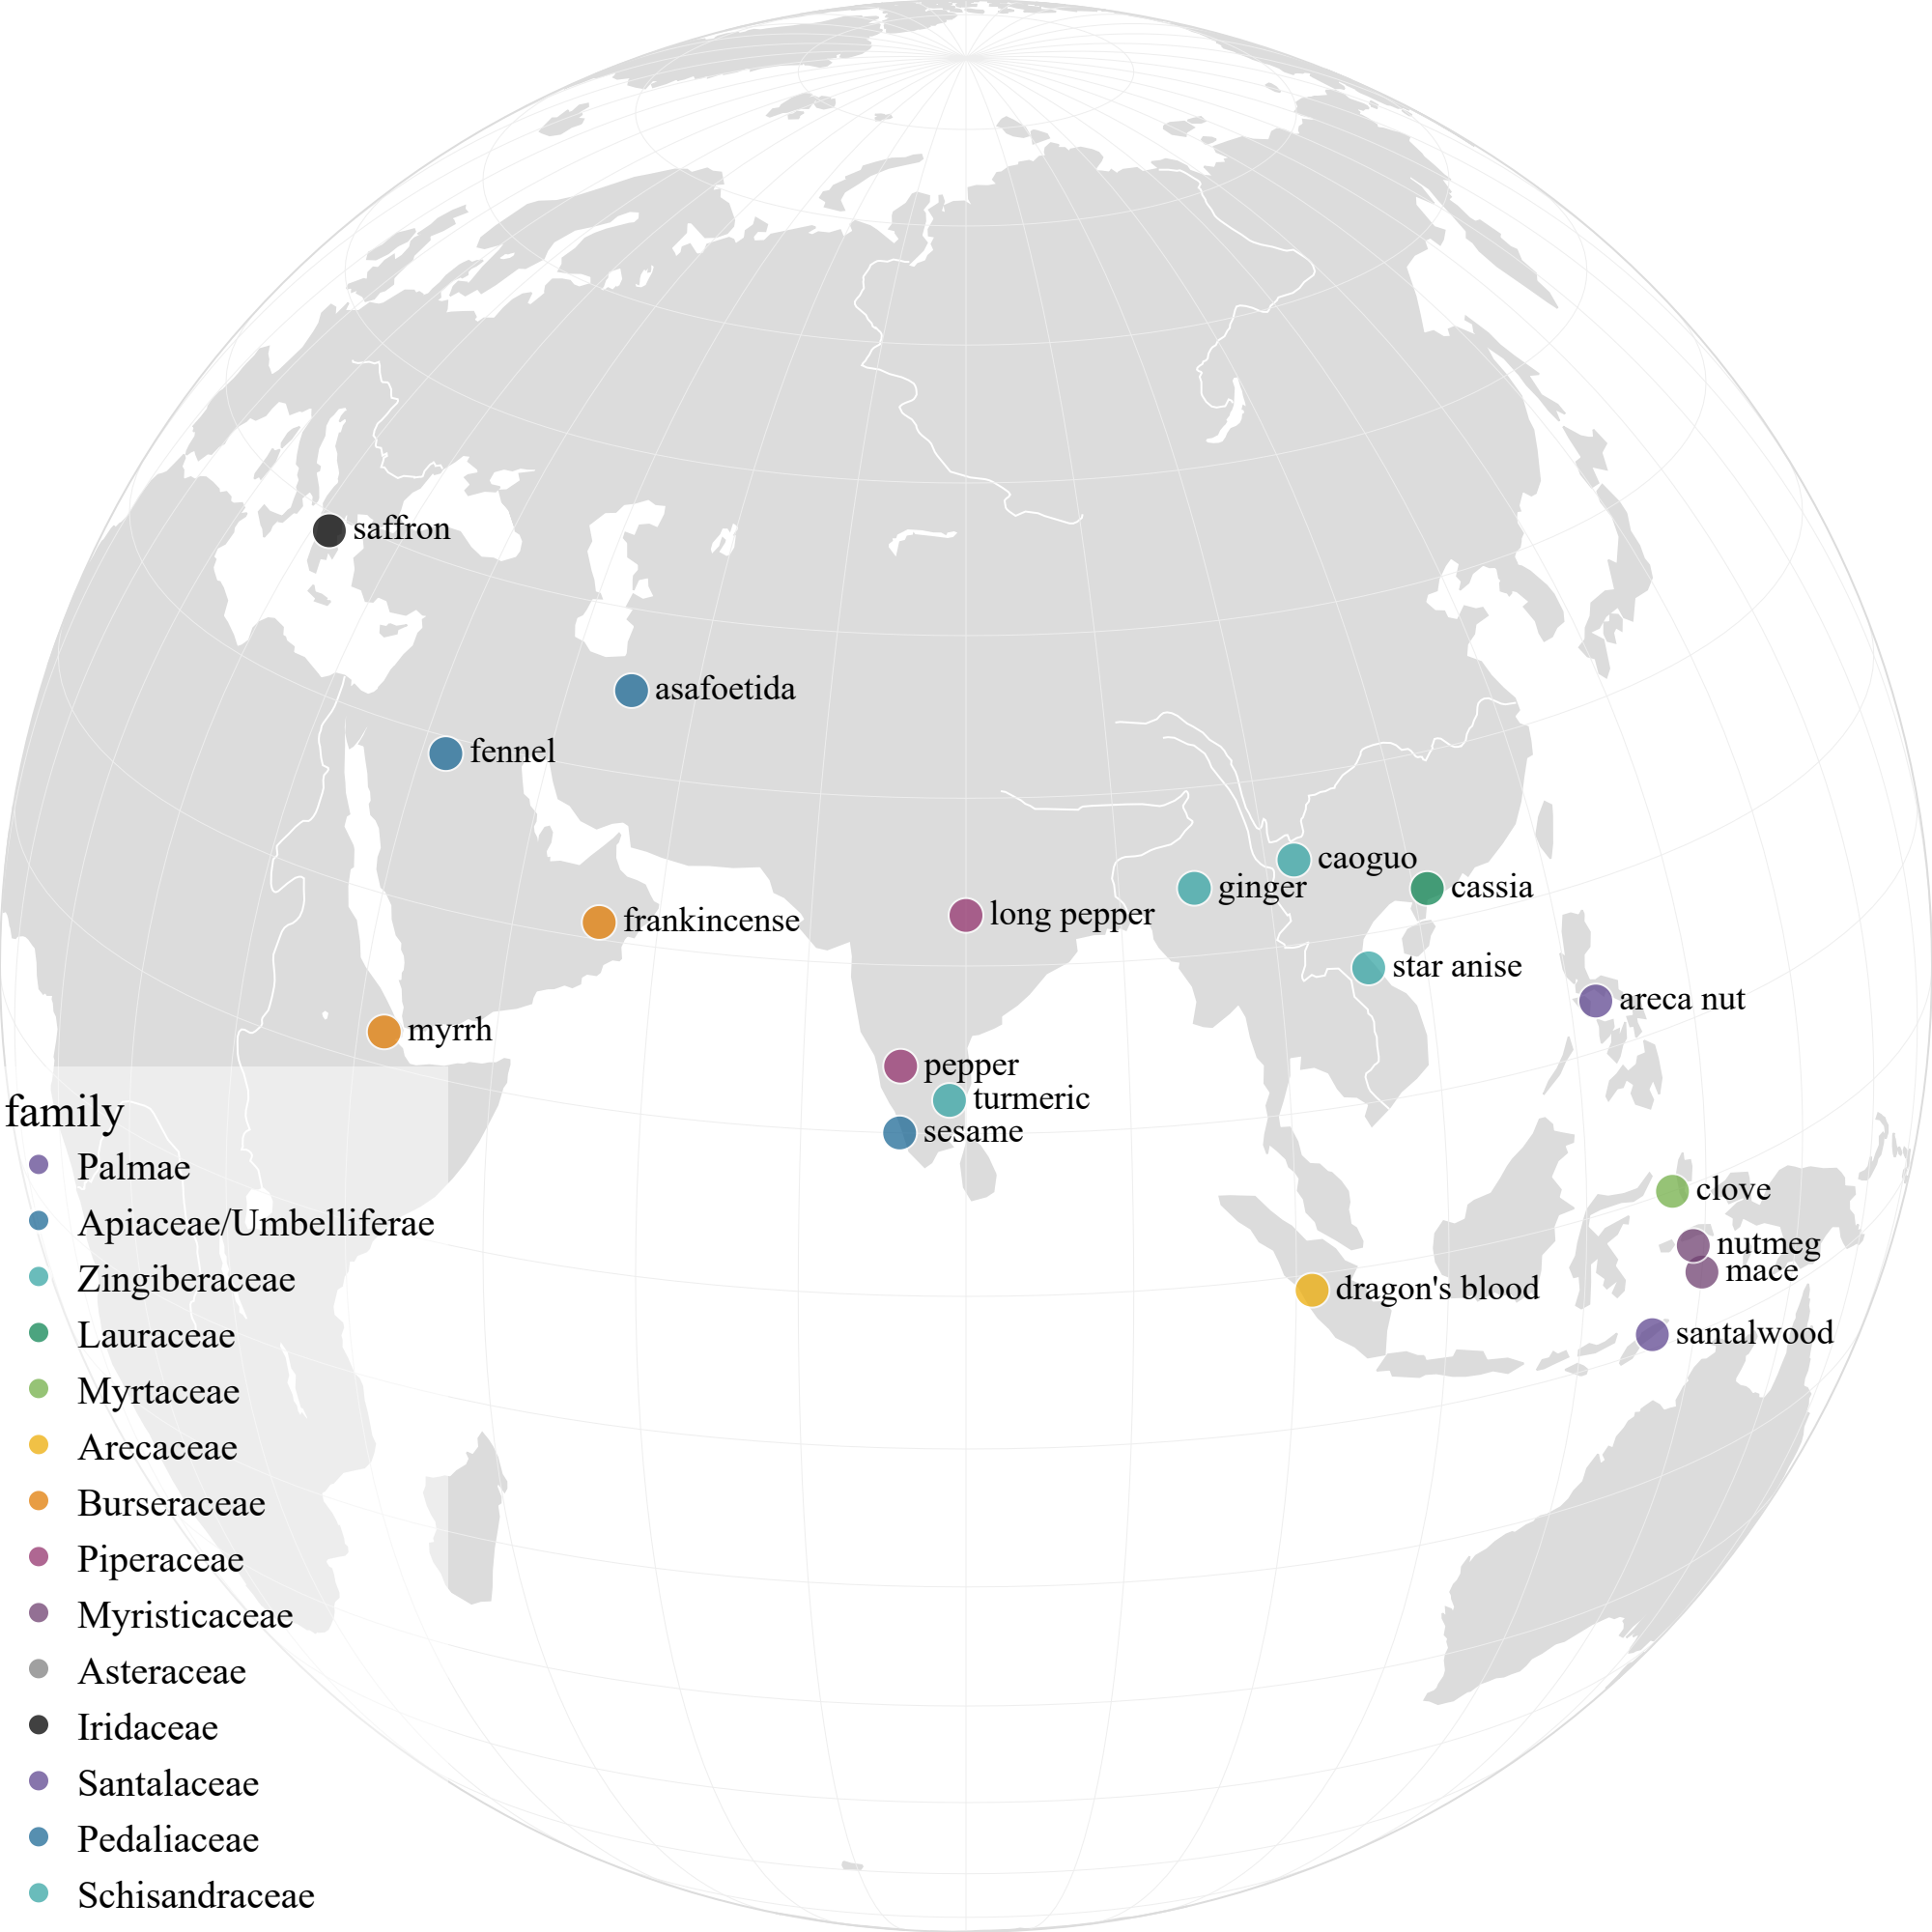 saffron
asafoetida
fennel
caoguo
ginger
cassia
frankincense
long pepper
star anise
areca nut
myrrh
pepper
turmeric
sesame
clove
nutmeg
mace
dragon's blood
santalwood
family
Palmae
Apiaceae/Umbelliferae
Zingiberaceae
Lauraceae
Myrtaceae
Arecaceae
Burseraceae
Piperaceae
Myristicaceae
Asteraceae
Iridaceae
Santalaceae
Pedaliaceae
Schisandraceae